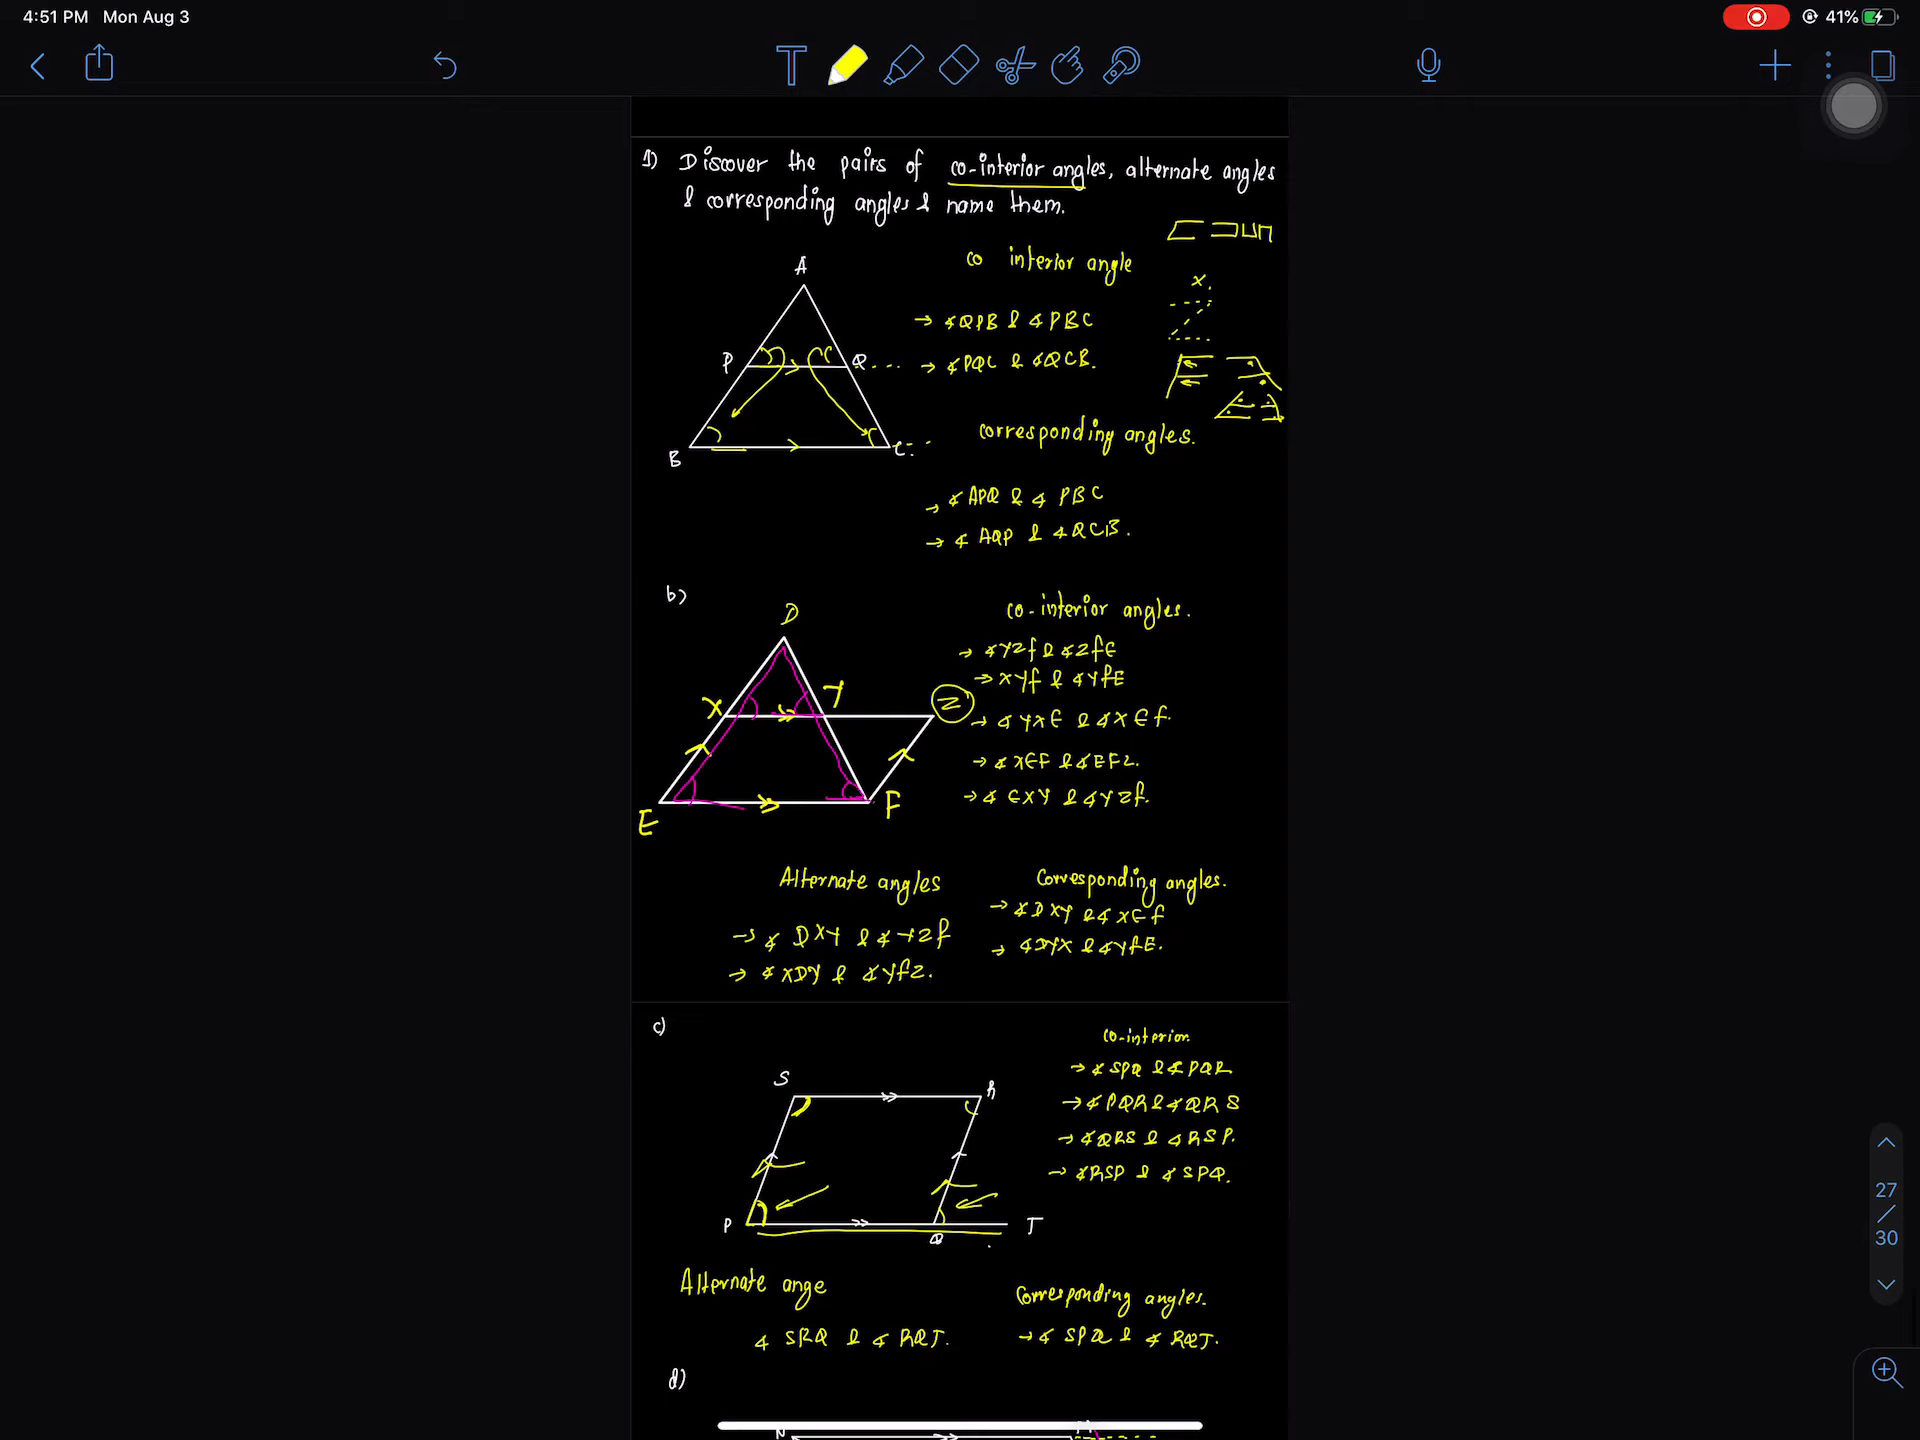 4:51 PM Mon Aug 3
41%
1) Discover the pairs of co-interior angles, alternate angles
& corresponding angles & name them.
A
P
Q
B
C
co interior angle
x.
→ ∡QPB & ∡PBC
→ ∡PQC & ∡QCB.
corresponding angles.
→ ∡APQ & ∡PBC
→ ∡AQP & ∡QCB.
b)
D
X
Y
Z
E
F
co-interior angles.
→ ∡YZf & ∡ZfE
→ XYf & ∡YfE
→ ∡YXE & ∡XEf.
→ ∡XEF & ∡EFZ.
→ ∡EXY & ∡YZf.
Alternate angles
→ ∡DXY & ∡YZf
→ ∡XDY & ∡YfZ.
Corresponding angles.
→ ∡DXY & ∡XEf
→ ∡DYX & ∡YfE.
c)
S
R
P
Q
T
co-interior
→ ∡SPQ & ∡PQR
→ ∡PQR & ∡QRS
→ ∡QRS & ∡RSP.
→ ∡RSP & ∡SPQ.
Alternate ange
∡SRQ & ∡RQT.
Corresponding angles.
→ ∡SPQ & ∡RQT.
d)
27
/
30